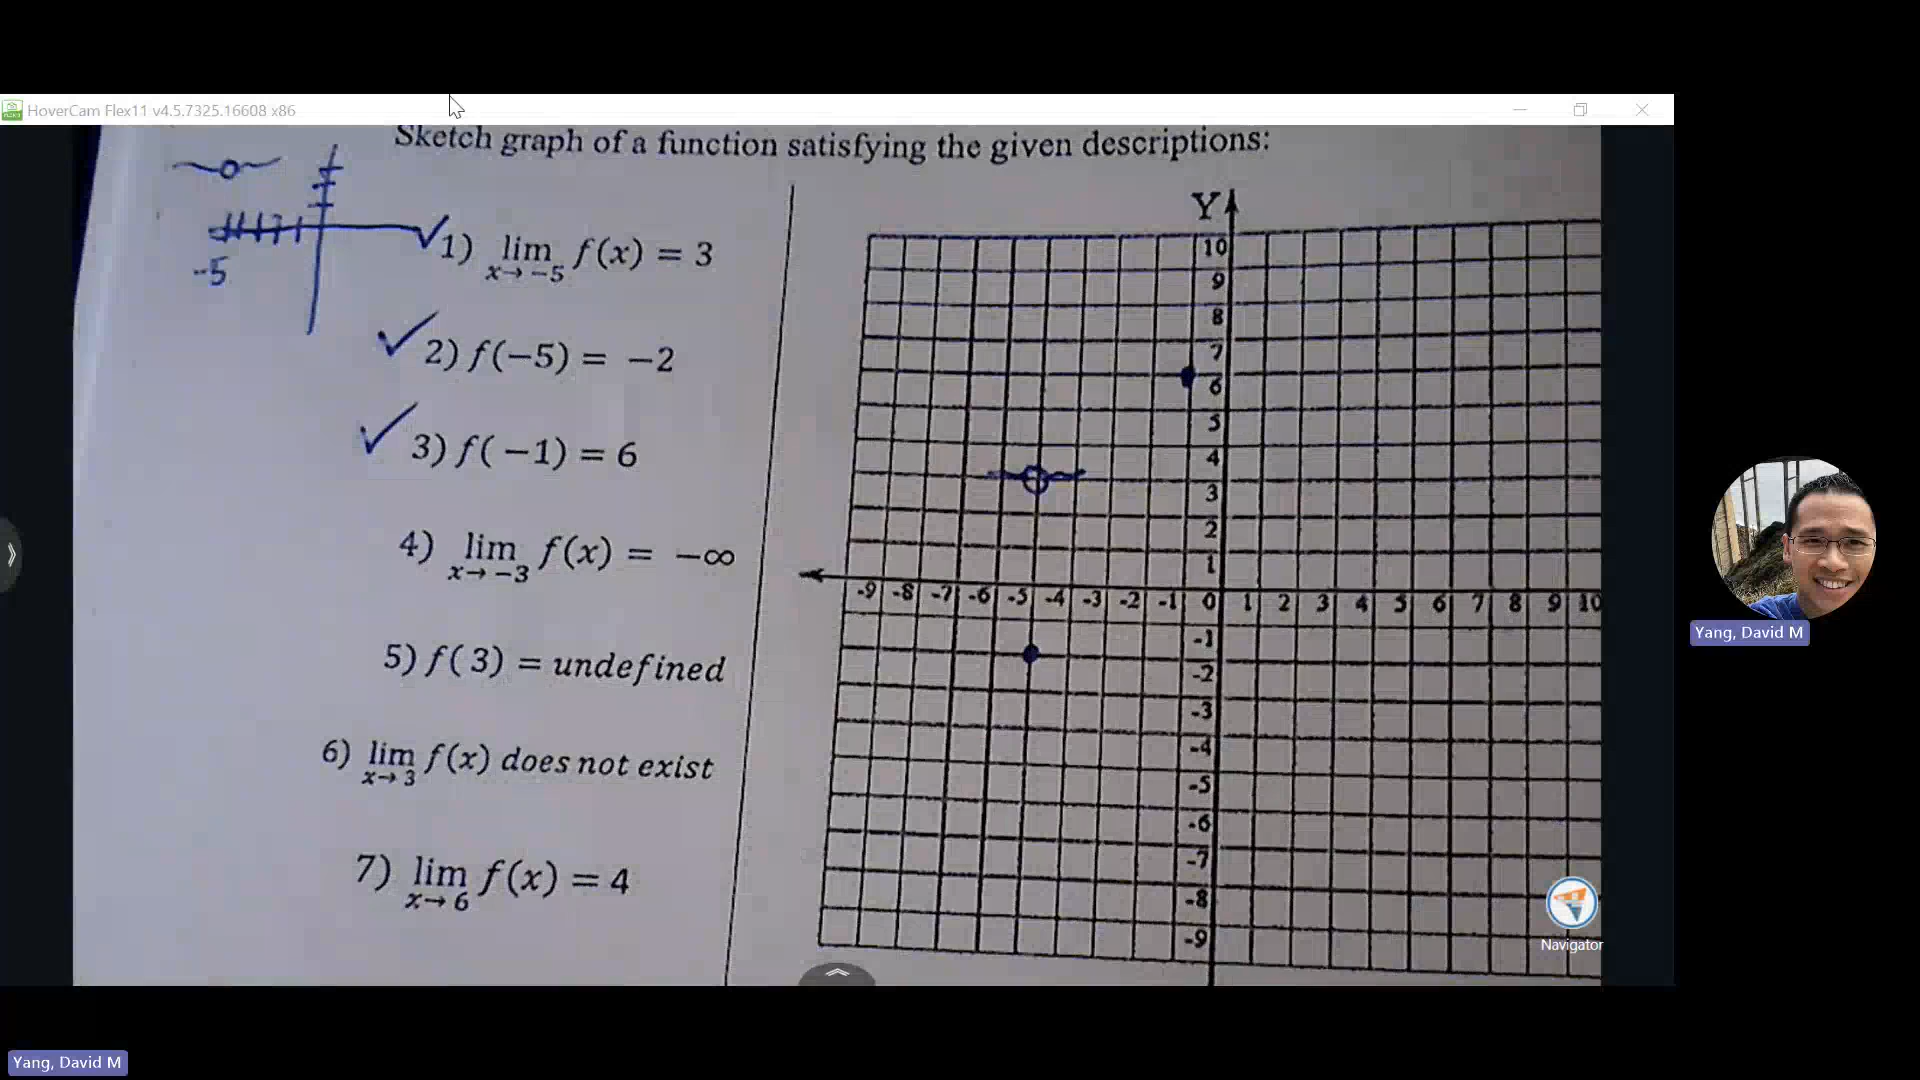 HoverCam Flex11 v4.5.7325.16608 x86
Sketch graph of a function satisfying the given descriptions:
-5
✓1) lim x→-5 f(x) = 3
✓2) f(-5) = -2
✓3) f(-1) = 6
4) lim x→-3 f(x) = -∞
5) f(3) = undefined
6) lim x→3 f(x) does not exist
7) lim x→6 f(x) = 4
Y
10
9
8
7
6
5
4
3
2
1
-9 -8 -7 -6 -5 -4 -3 -2 -1 0 1 2 3 4 5 6 7 8 9 10
-1
-2
-3
-4
-5
-6
-7
-8
-9
Navigator
Yang, David M
Yang, David M